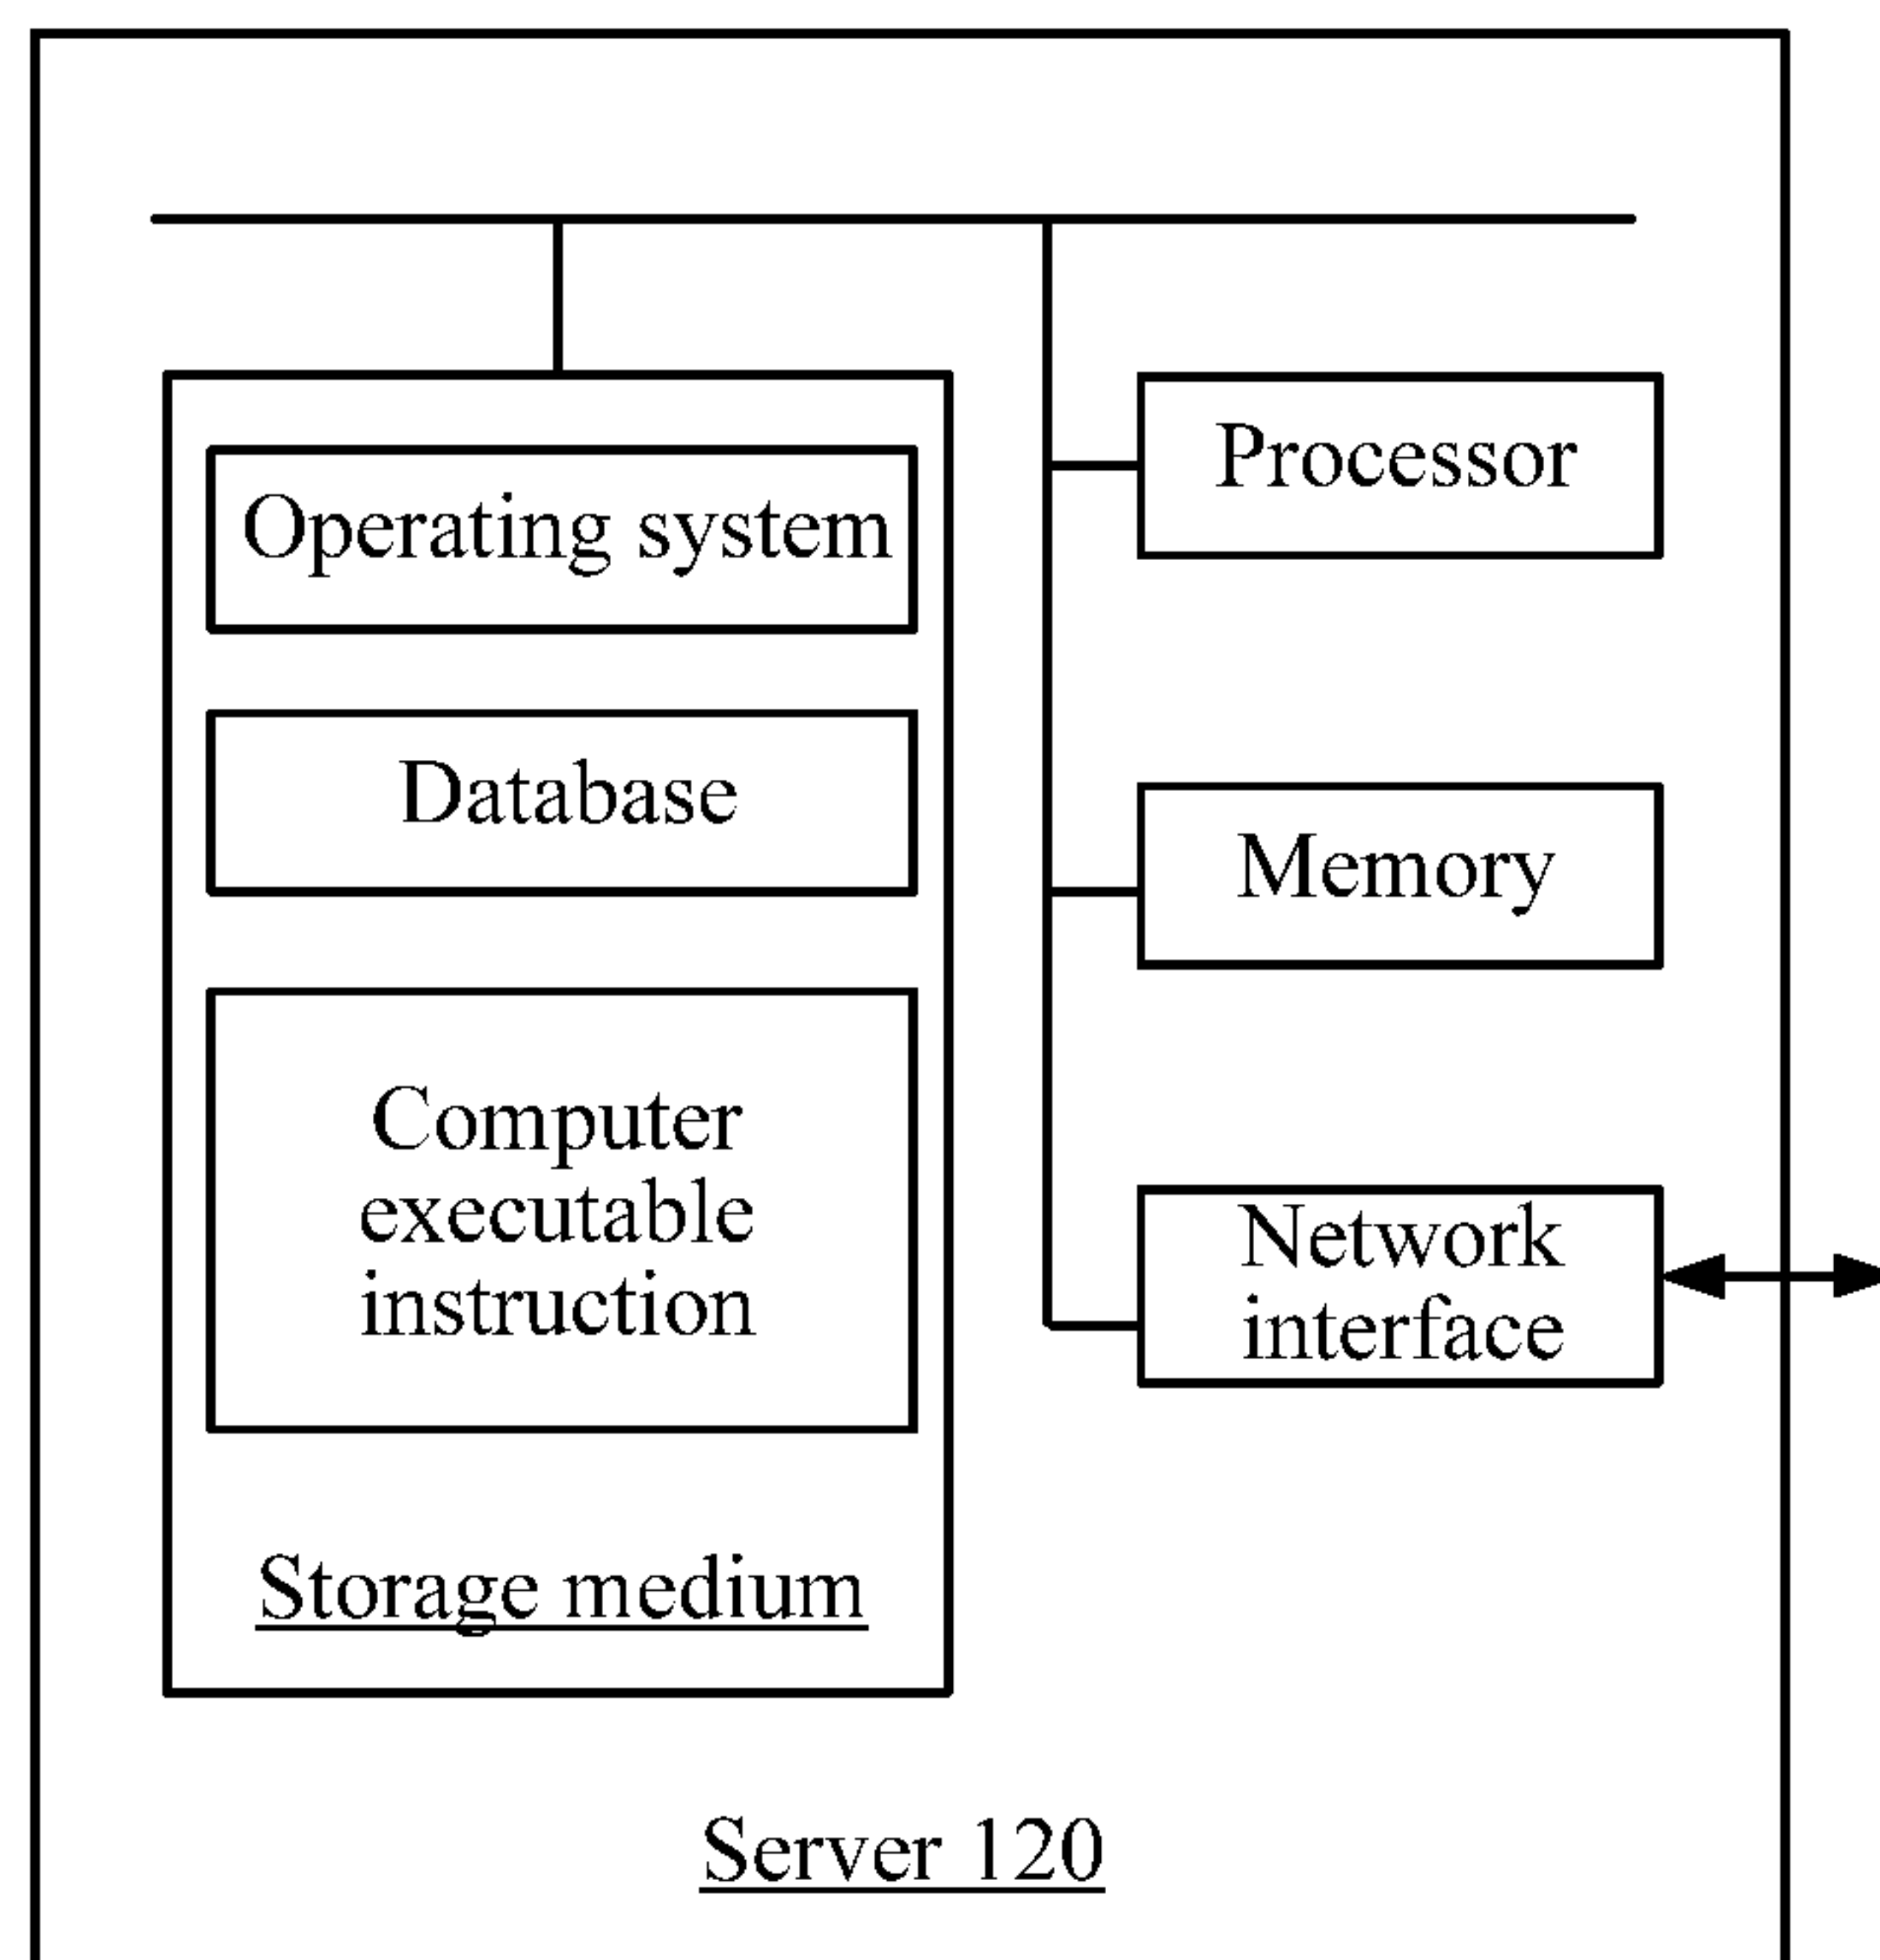 Operating system
Database
Computer
executable
instruction
Storage medium
Processor
Memory
Network
interface
Server 120